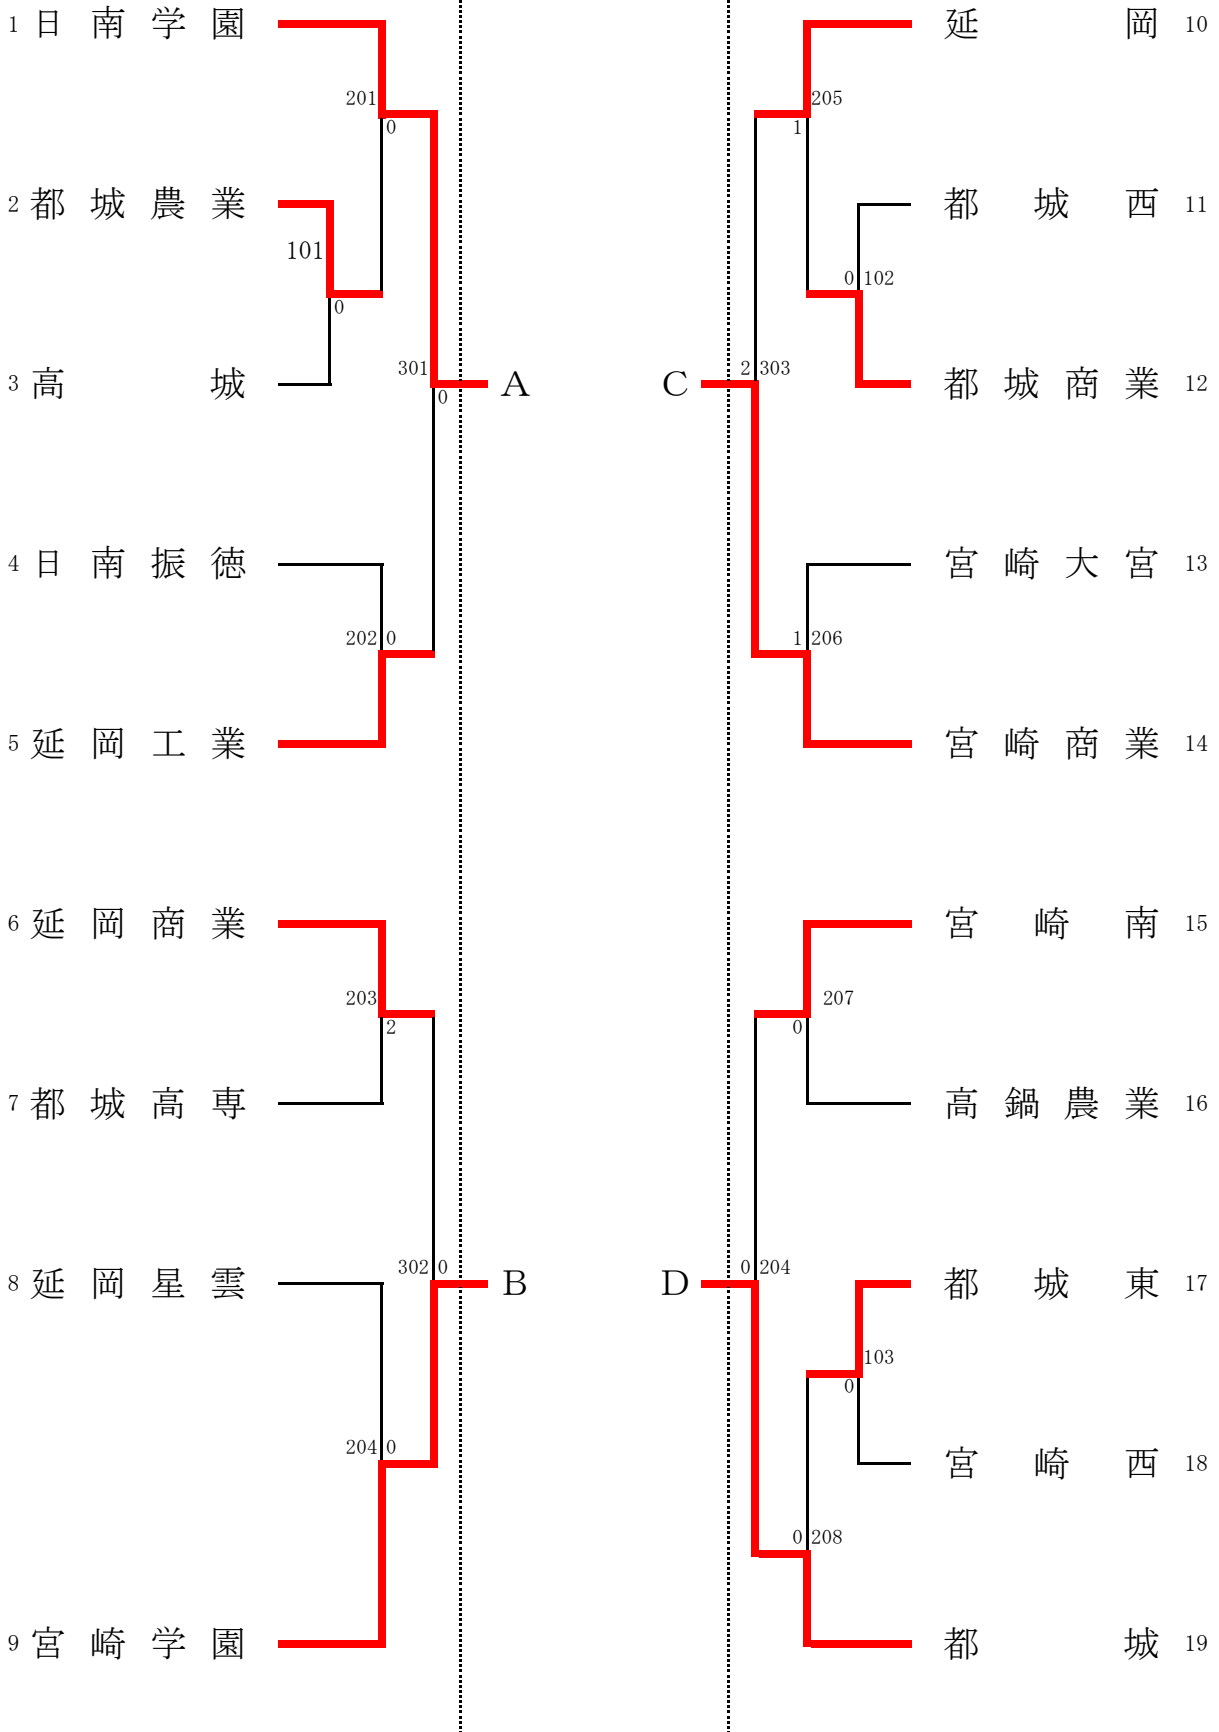 1 日南学園
201
0
2 都城農業
101
0
3 高城
301
0
A
4 日南振徳
202 0
5 延岡工業
6 延岡商業
203
2
7 都城高専
8 延岡星雲
302 0
B
204 0
9 宮崎学園
延岡 10
205
1
都城西 11
0 102
都城商業 12
C
2 303
宮崎大宮 13
1 206
宮崎商業 14
宮崎南 15
207
0
高鍋農業 16
D
0 204
都城東 17
103
0
宮崎西 18
0 208
都城 19